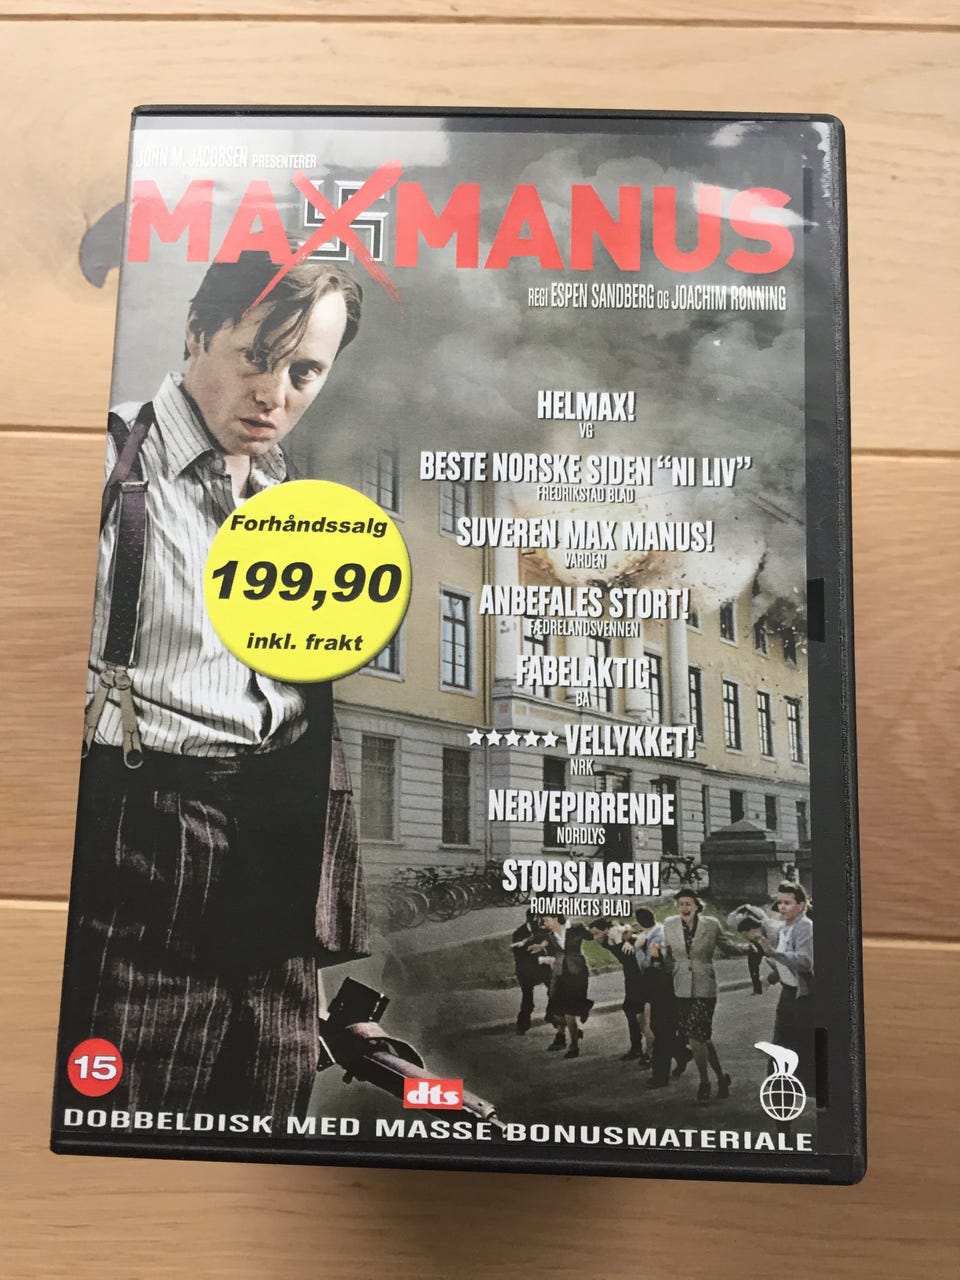 JOHN M. JACOBSEN PRESENTERER
MAX MANUS
REGI ESPEN SANDBERG OG JOACHIM RØNNING
HELMAX!
VG
BESTE NORSKE SIDEN "NI LIV"
FREDRIKSTAD BLAD
SUVEREN MAX MANUS!
VARDEN
ANBEFALES STORT!
FÆDRELANDSVENNEN
FABELAKTIG
BA
★★★★★ VELLYKKET!
NRK
NERVEPIRRENDE
NORDLYS
STORSLAGEN!
ROMERIKETS BLAD
Forhåndssalg
199,90
inkl. frakt
15
dts
DOBBELDISK MED MASSE BONUSMATERIALE